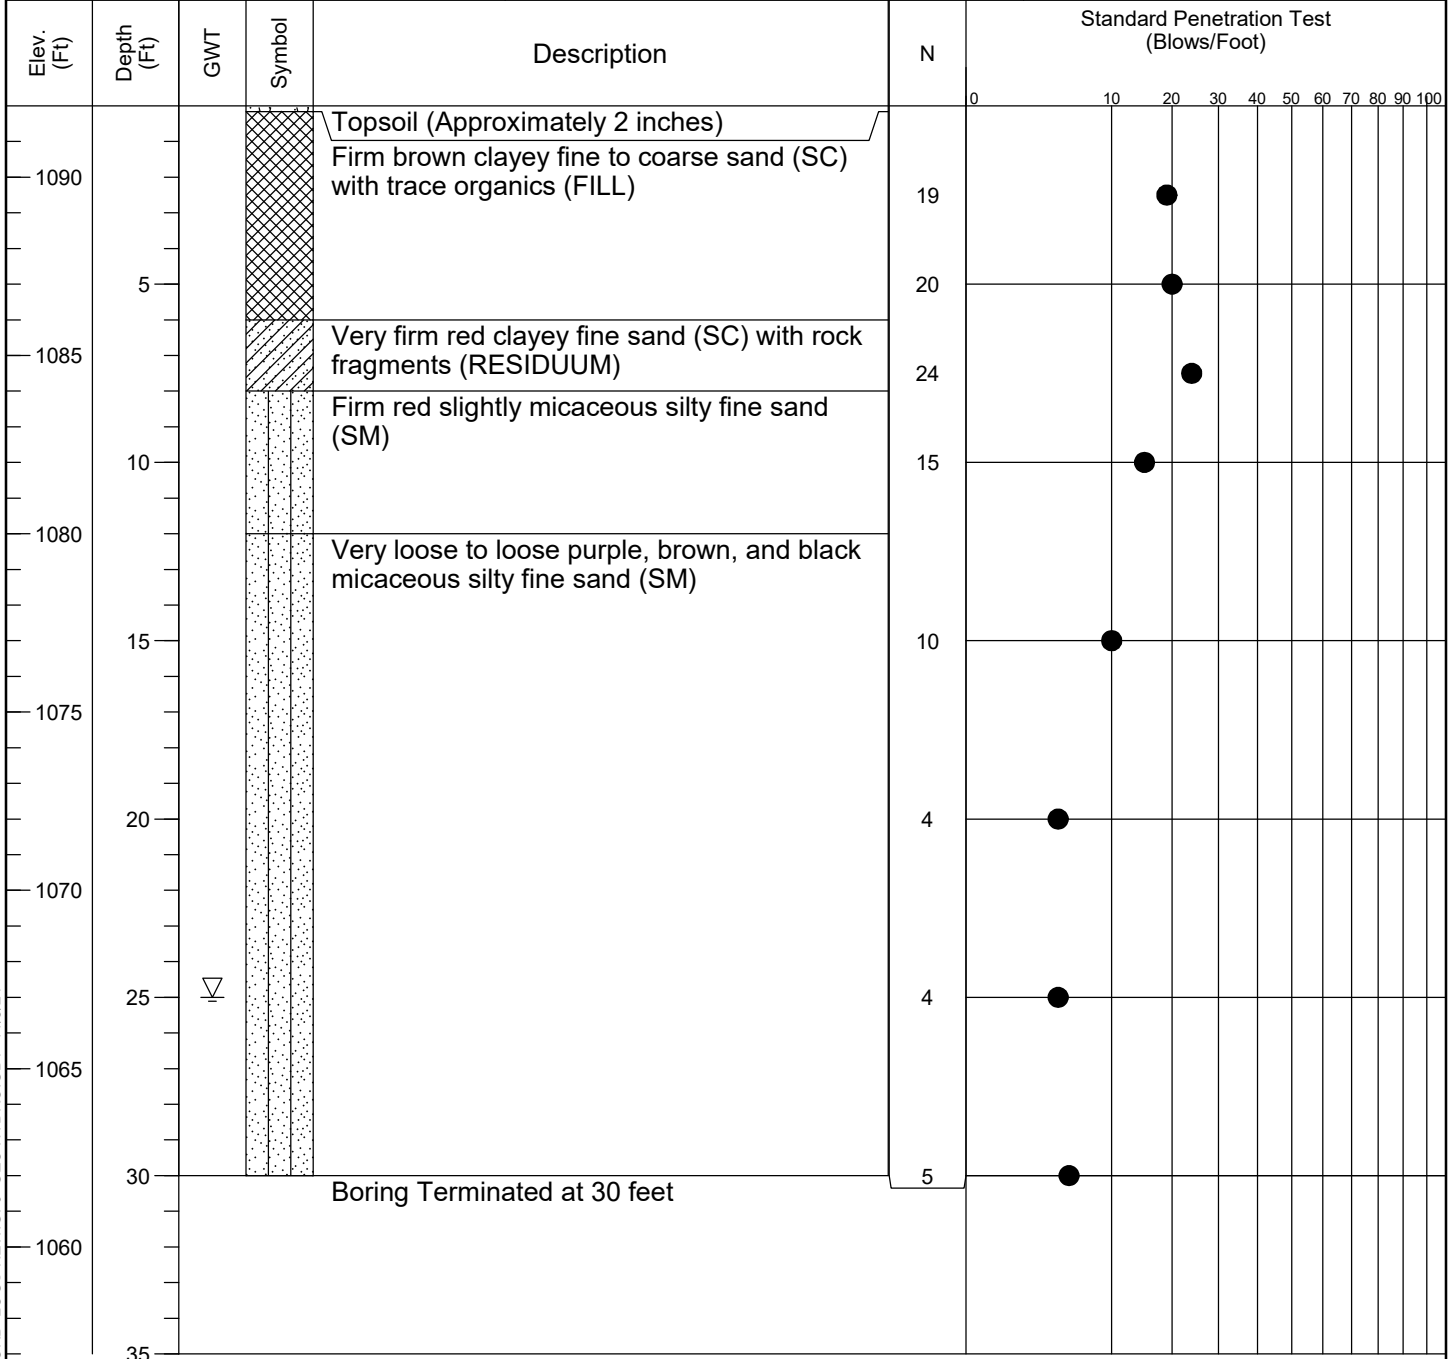 Elev.
(Ft)
Depth
(Ft)
GWT
Symbol
Description
N
Standard Penetration Test
(Blows/Foot)
0 10 20 30 40 50 60 70 80 90 100
Topsoil (Approximately 2 inches)
Firm brown clayey fine to coarse sand (SC)
1090
with trace organics (FILL)
19
5
20
Very firm red clayey fine sand (SC) with rock
1085
fragments (RESIDUUM)
24
Firm red slightly micaceous silty fine sand
(SM)
10
15
1080
Very loose to loose purple, brown, and black
micaceous silty fine sand (SM)
15
10
1075
20
4
1070
25
4
1065
30
5
Boring Terminated at 30 feet
1060
35